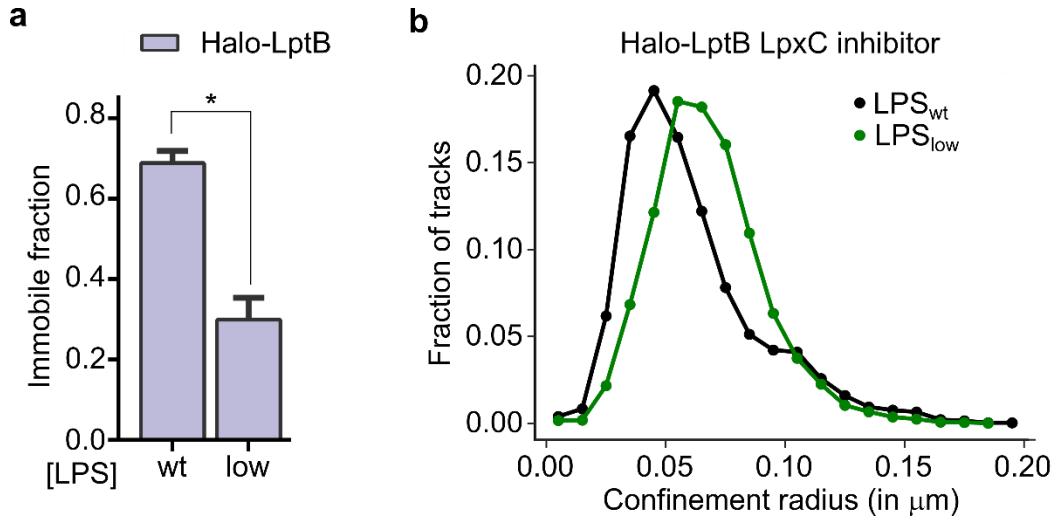 a
Halo-LptB
*
Immobile fraction
0.8
0.6
0.4
0.2
0.0
[LPS] wt low
b
Halo-LptB LpxC inhibitor
LPSwt
LPSlow
Fraction of tracks
0.20
0.15
0.10
0.05
0.00
0.00 0.05 0.10 0.15 0.20
Confinement radius (in μm)